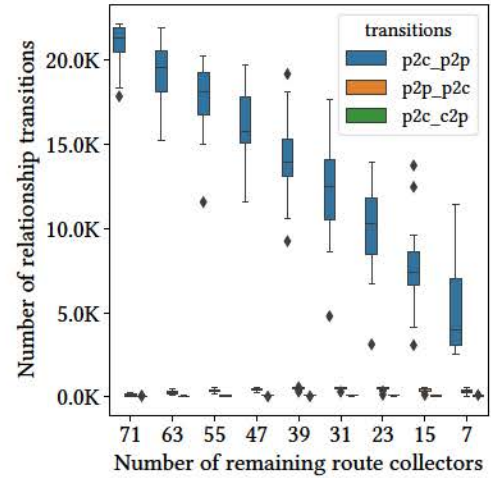 transitions
p2c_p2p
p2p_p2c
p2c_c2p
20.0K
15.0K
10.0K
5.0K
0.0K
Number of relationship transitions
71 63 55 47 39 31 23 15 7
Number of remaining route collectors